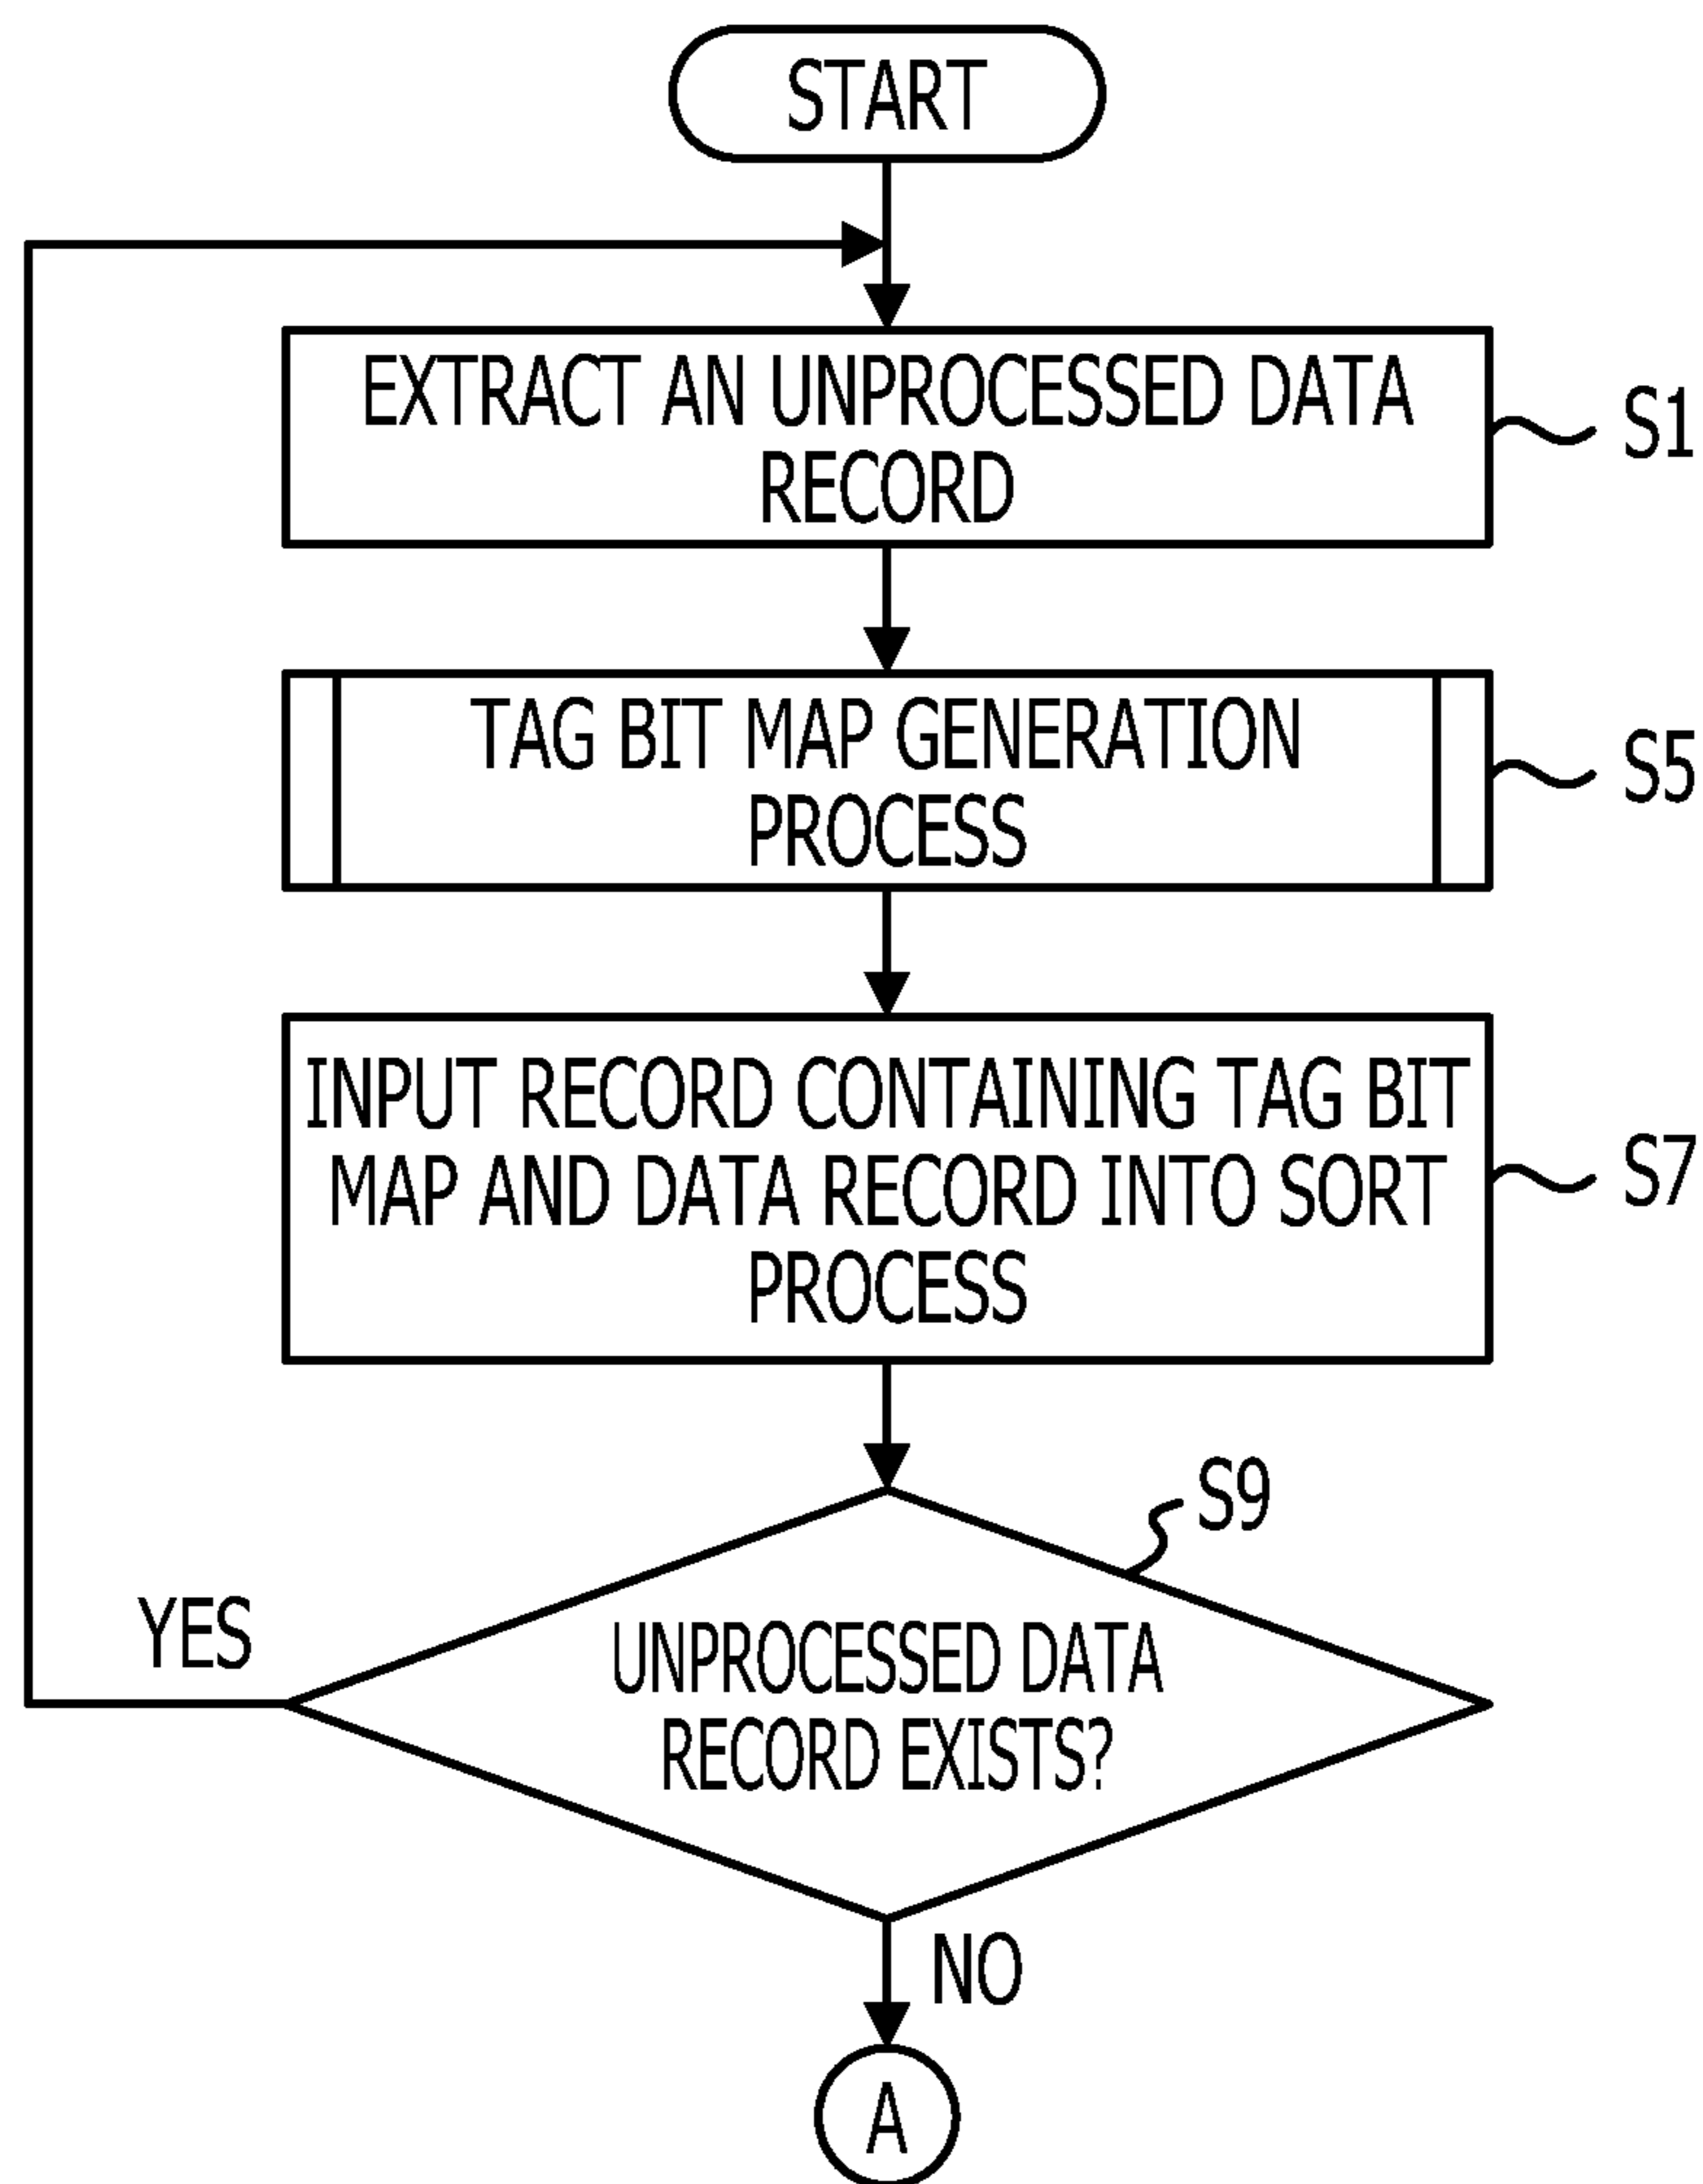 START
EXTRACT AN UNPROCESSED DATA
RECORD
S1
TAG BIT MAP GENERATION
PROCESS
S5
INPUT RECORD CONTAINING TAG BIT
MAP AND DATA RECORD INTO SORT
PROCESS
S7
S9
YES
UNPROCESSED DATA
RECORD EXISTS?
NO
A